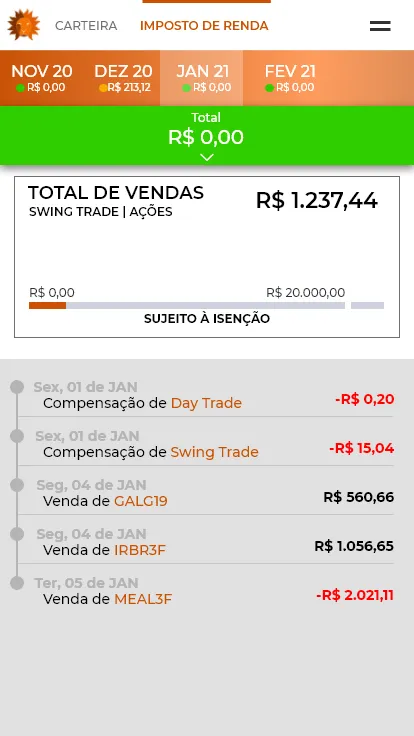 CARTEIRA IMPOSTO DE RENDA
NOV 20 DEZ 20 JAN 21 FEV 21
R$ 0,00 R$ 213,12 R$ 0,00 R$ 0,00
Total
R$ 0,00
TOTAL DE VENDAS
SWING TRADE | AÇÕES
R$ 1.237,44
R$ 0,00 R$ 20.000,00
SUJEITO À ISENÇÃO
Sex, 01 de JAN
Compensação de Day Trade -R$ 0,20
Sex, 01 de JAN
Compensação de Swing Trade -R$ 15,04
Seg, 04 de JAN
Venda de GALG19 R$ 560,66
Seg, 04 de JAN
Venda de IRBR3F R$ 1.056,65
Ter, 05 de JAN
Venda de MEAL3F -R$ 2.021,11